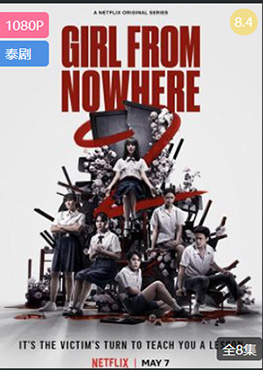 A NETFLIX ORIGINAL SERIES
1080P
8.4
泰剧
GIRL FROM
NOWHERE
2
IT'S THE VICTIM'S TURN TO TEACH YOU A LES
全8集
NETFLIX | MAY 7